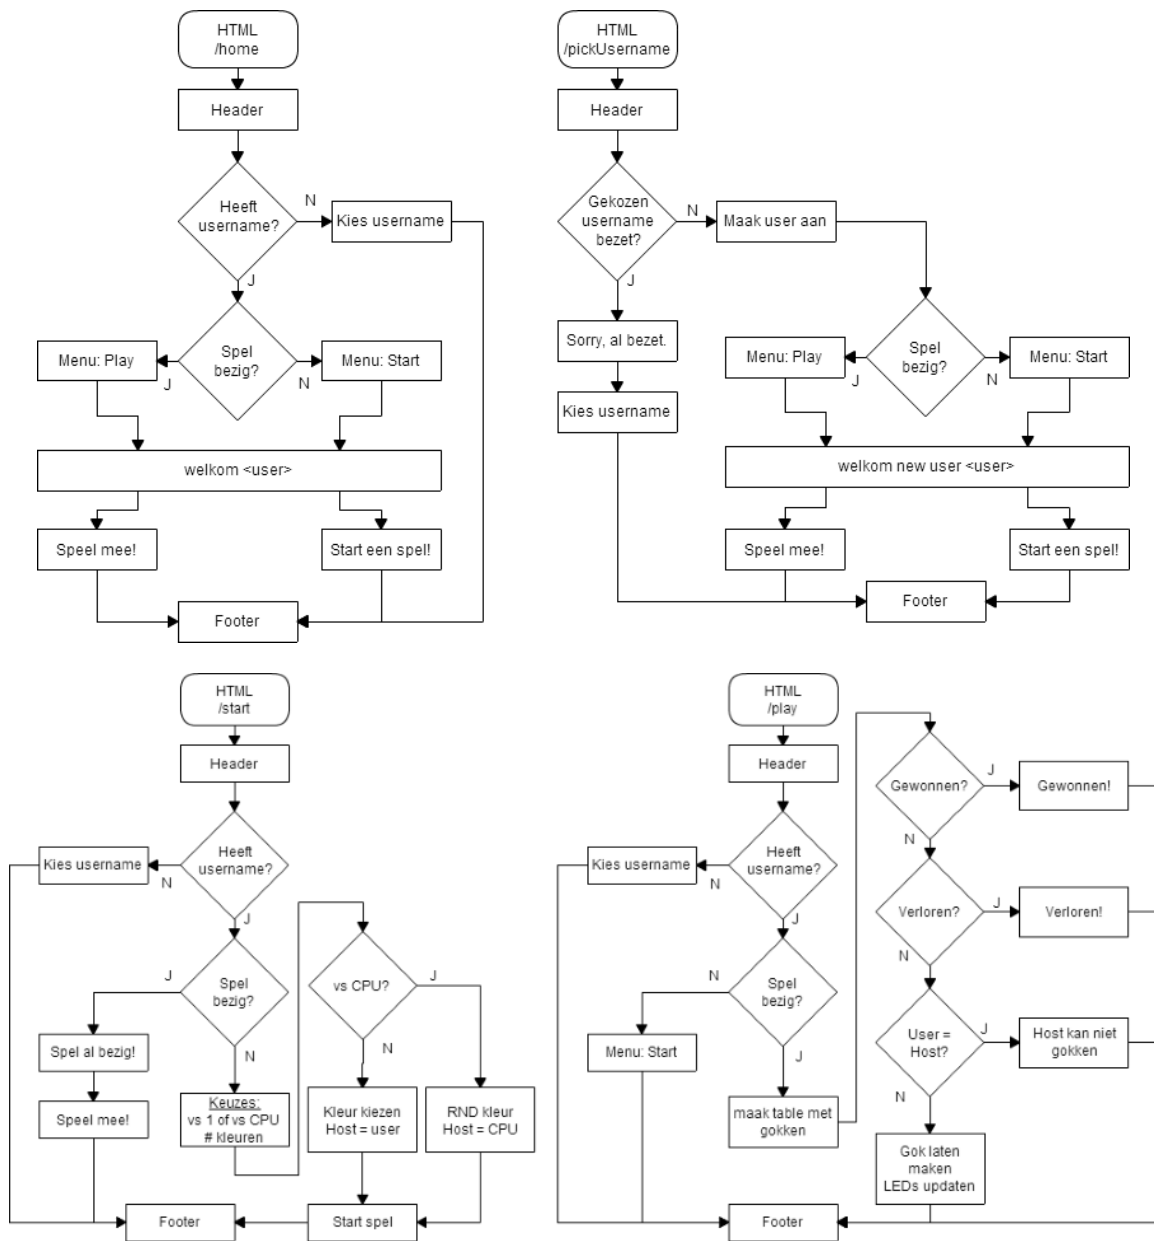 HTML
/home
Header
Heeft
username?
N
Kies username
J
Spel
bezig?
Menu: Play
J
N
Menu: Start
welkom <user>
Speel mee!
Start een spel!
Footer
HTML
/pickUsername
Header
Gekozen
username
bezet?
N
Maak user aan
J
Sorry, al bezet.
Kies username
Spel
bezig?
Menu: Play
J
N
Menu: Start
welkom new user <user>
Speel mee!
Start een spel!
Footer
HTML
/start
Header
Heeft
username?
Kies username
N
J
Spel
bezig?
J
Spel al bezig!
Speel mee!
N
Keuzes:
vs 1 of vs CPU
# kleuren
vs CPU?
J
N
Kleur kiezen
Host = user
RND kleur
Host = CPU
Start spel
Footer
HTML
/play
Header
Heeft
username?
Kies username
N
J
Spel
bezig?
N
Menu: Start
J
maak table met
gokken
Gewonnen?
J
Gewonnen!
N
Verloren?
J
Verloren!
N
User =
Host?
J
Host kan niet
gokken
N
Gok laten
maken
LEDs updaten
Footer